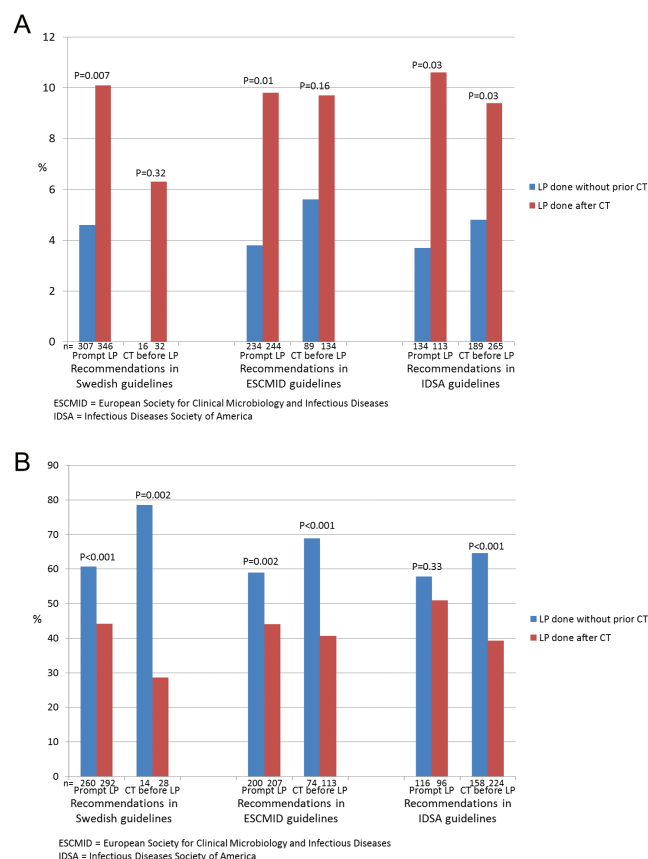 A
12
10
8
6
4
2
0
%
P=0.007
P=0.32
P=0.01
P=0.16
P=0.03
P=0.03
LP done without prior CT
LP done after CT
n= 307 346 16 32 234 244 89 134 134 113 189 265
Prompt LP CT before LP Prompt LP CT before LP Prompt LP CT before LP
Recommendations in Recommendations in Recommendations in
Swedish guidelines ESCMID guidelines IDSA guidelines
ESCMID = European Society for Clinical Microbiology and Infectious Diseases
IDSA = Infectious Diseases Society of America
B
90
80
70
60
50
40
30
20
10
0
%
P<0.001
P=0.002
P=0.002
P<0.001
P=0.33
P<0.001
LP done without prior CT
LP done after CT
n= 260 292 14 28 200 207 74 113 116 96 158 224
Prompt LP CT before LP Prompt LP CT before LP Prompt LP CT before LP
Recommendations in Recommendations in Recommendations in
Swedish guidelines ESCMID guidelines IDSA guidelines
ESCMID = European Society for Clinical Microbiology and Infectious Diseases
IDSA = Infectious Diseases Society of America